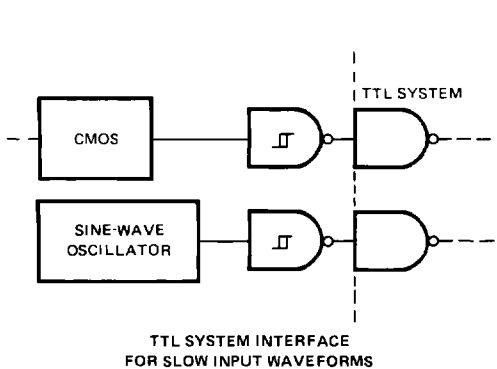 TTL SYSTEM
CMOS
SINE-WAVE
OSCILLATOR
TTL SYSTEM INTERFACE
FOR SLOW INPUT WAVEFORMS